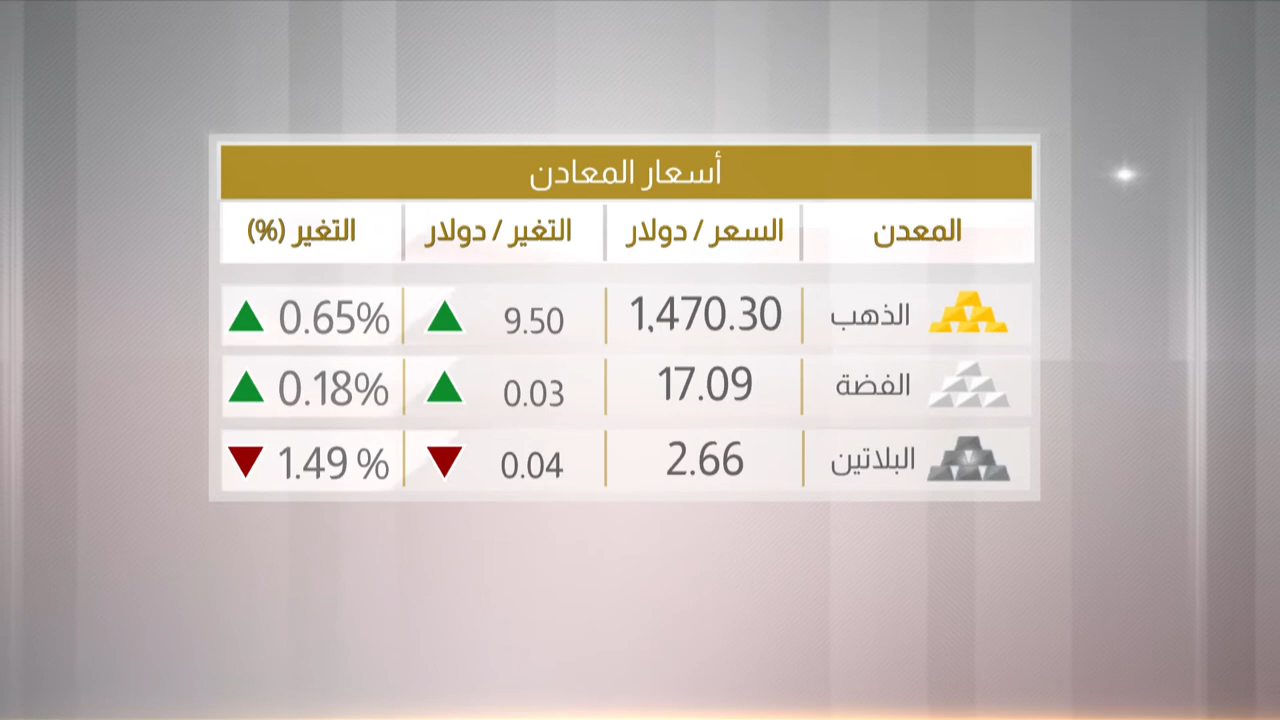 أسعار المعادن
المعدن السعر / دولار التغير / دولار التغير (%)
الذهب 1,470.30 9.50 0.65%
الفضة 17.09 0.03 0.18%
البلاتين 2.66 0.04 1.49 %